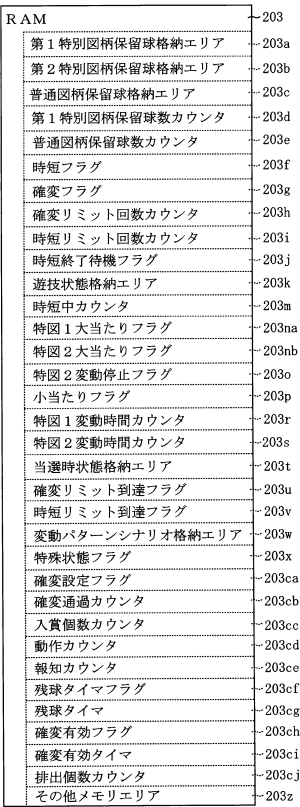 RAM 203
第1特別図柄保留球格納エリア 203a
第2特別図柄保留球格納エリア 203b
普通図柄保留球格納エリア 203c
第1特別図柄保留球数カウンタ 203d
普通図柄保留球数カウンタ 203e
時短フラグ 203f
確変フラグ 203g
確変リミット回数カウンタ 203h
時短リミット回数カウンタ 203i
時短終了待機フラグ 203j
遊技状態格納エリア 203k
時短中カウンタ 203m
特図1大当たりフラグ 203na
特図2大当たりフラグ 203nb
特図2変動停止フラグ 203o
小当たりフラグ 203p
特図1変動時間カウンタ 203r
特図2変動時間カウンタ 203s
当選時状態格納エリア 203t
確変リミット到達フラグ 203u
時短リミット到達フラグ 203v
変動パターンシナリオ格納エリア 203w
特殊状態フラグ 203x
確変設定フラグ 203ca
確変通過カウンタ 203cb
入賞個数カウンタ 203cc
動作カウンタ 203cd
報知カウンタ 203ce
残球タイマフラグ 203cf
残球タイマ 203cg
確変有効フラグ 203ch
確変有効タイマ 203ci
排出個数カウンタ 203cj
その他メモリエリア 203z